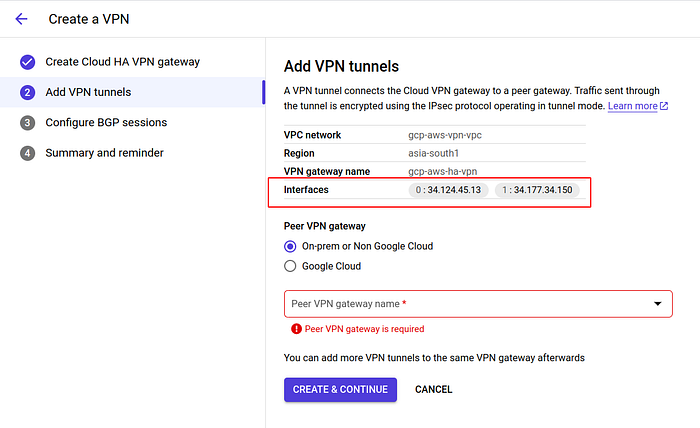 Create a VPN
Create Cloud HA VPN gateway
2 Add VPN tunnels
3 Configure BGP sessions
4 Summary and reminder
Add VPN tunnels
A VPN tunnel connects the Cloud VPN gateway to a peer gateway. Traffic sent through
the tunnel is encrypted using the IPsec protocol operating in tunnel mode. Learn more
VPC network gcp-aws-vpn-vpc
Region asia-south1
VPN gateway name gcp-aws-ha-vpn
Interfaces 0 : 34.124.45.13 1 : 34.177.34.150
Peer VPN gateway
On-prem or Non Google Cloud
Google Cloud
Peer VPN gateway name *
Peer VPN gateway is required
You can add more VPN tunnels to the same VPN gateway afterwards
CREATE & CONTINUE CANCEL